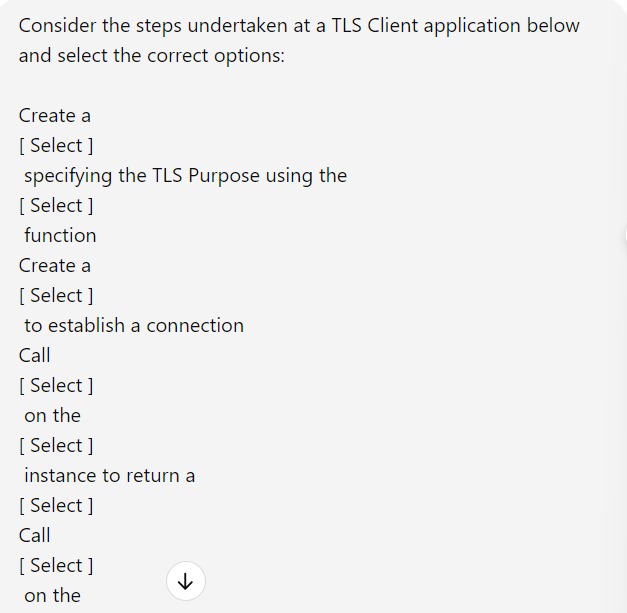 Consider the steps undertaken at a TLS Client application below
and select the correct options:
Create a
[ Select ]
specifying the TLS Purpose using the
[ Select ]
function
Create a
[ Select ]
to establish a connection
Call
[ Select ]
on the
[ Select ]
instance to return a
[ Select ]
Call
[ Select ]
on the